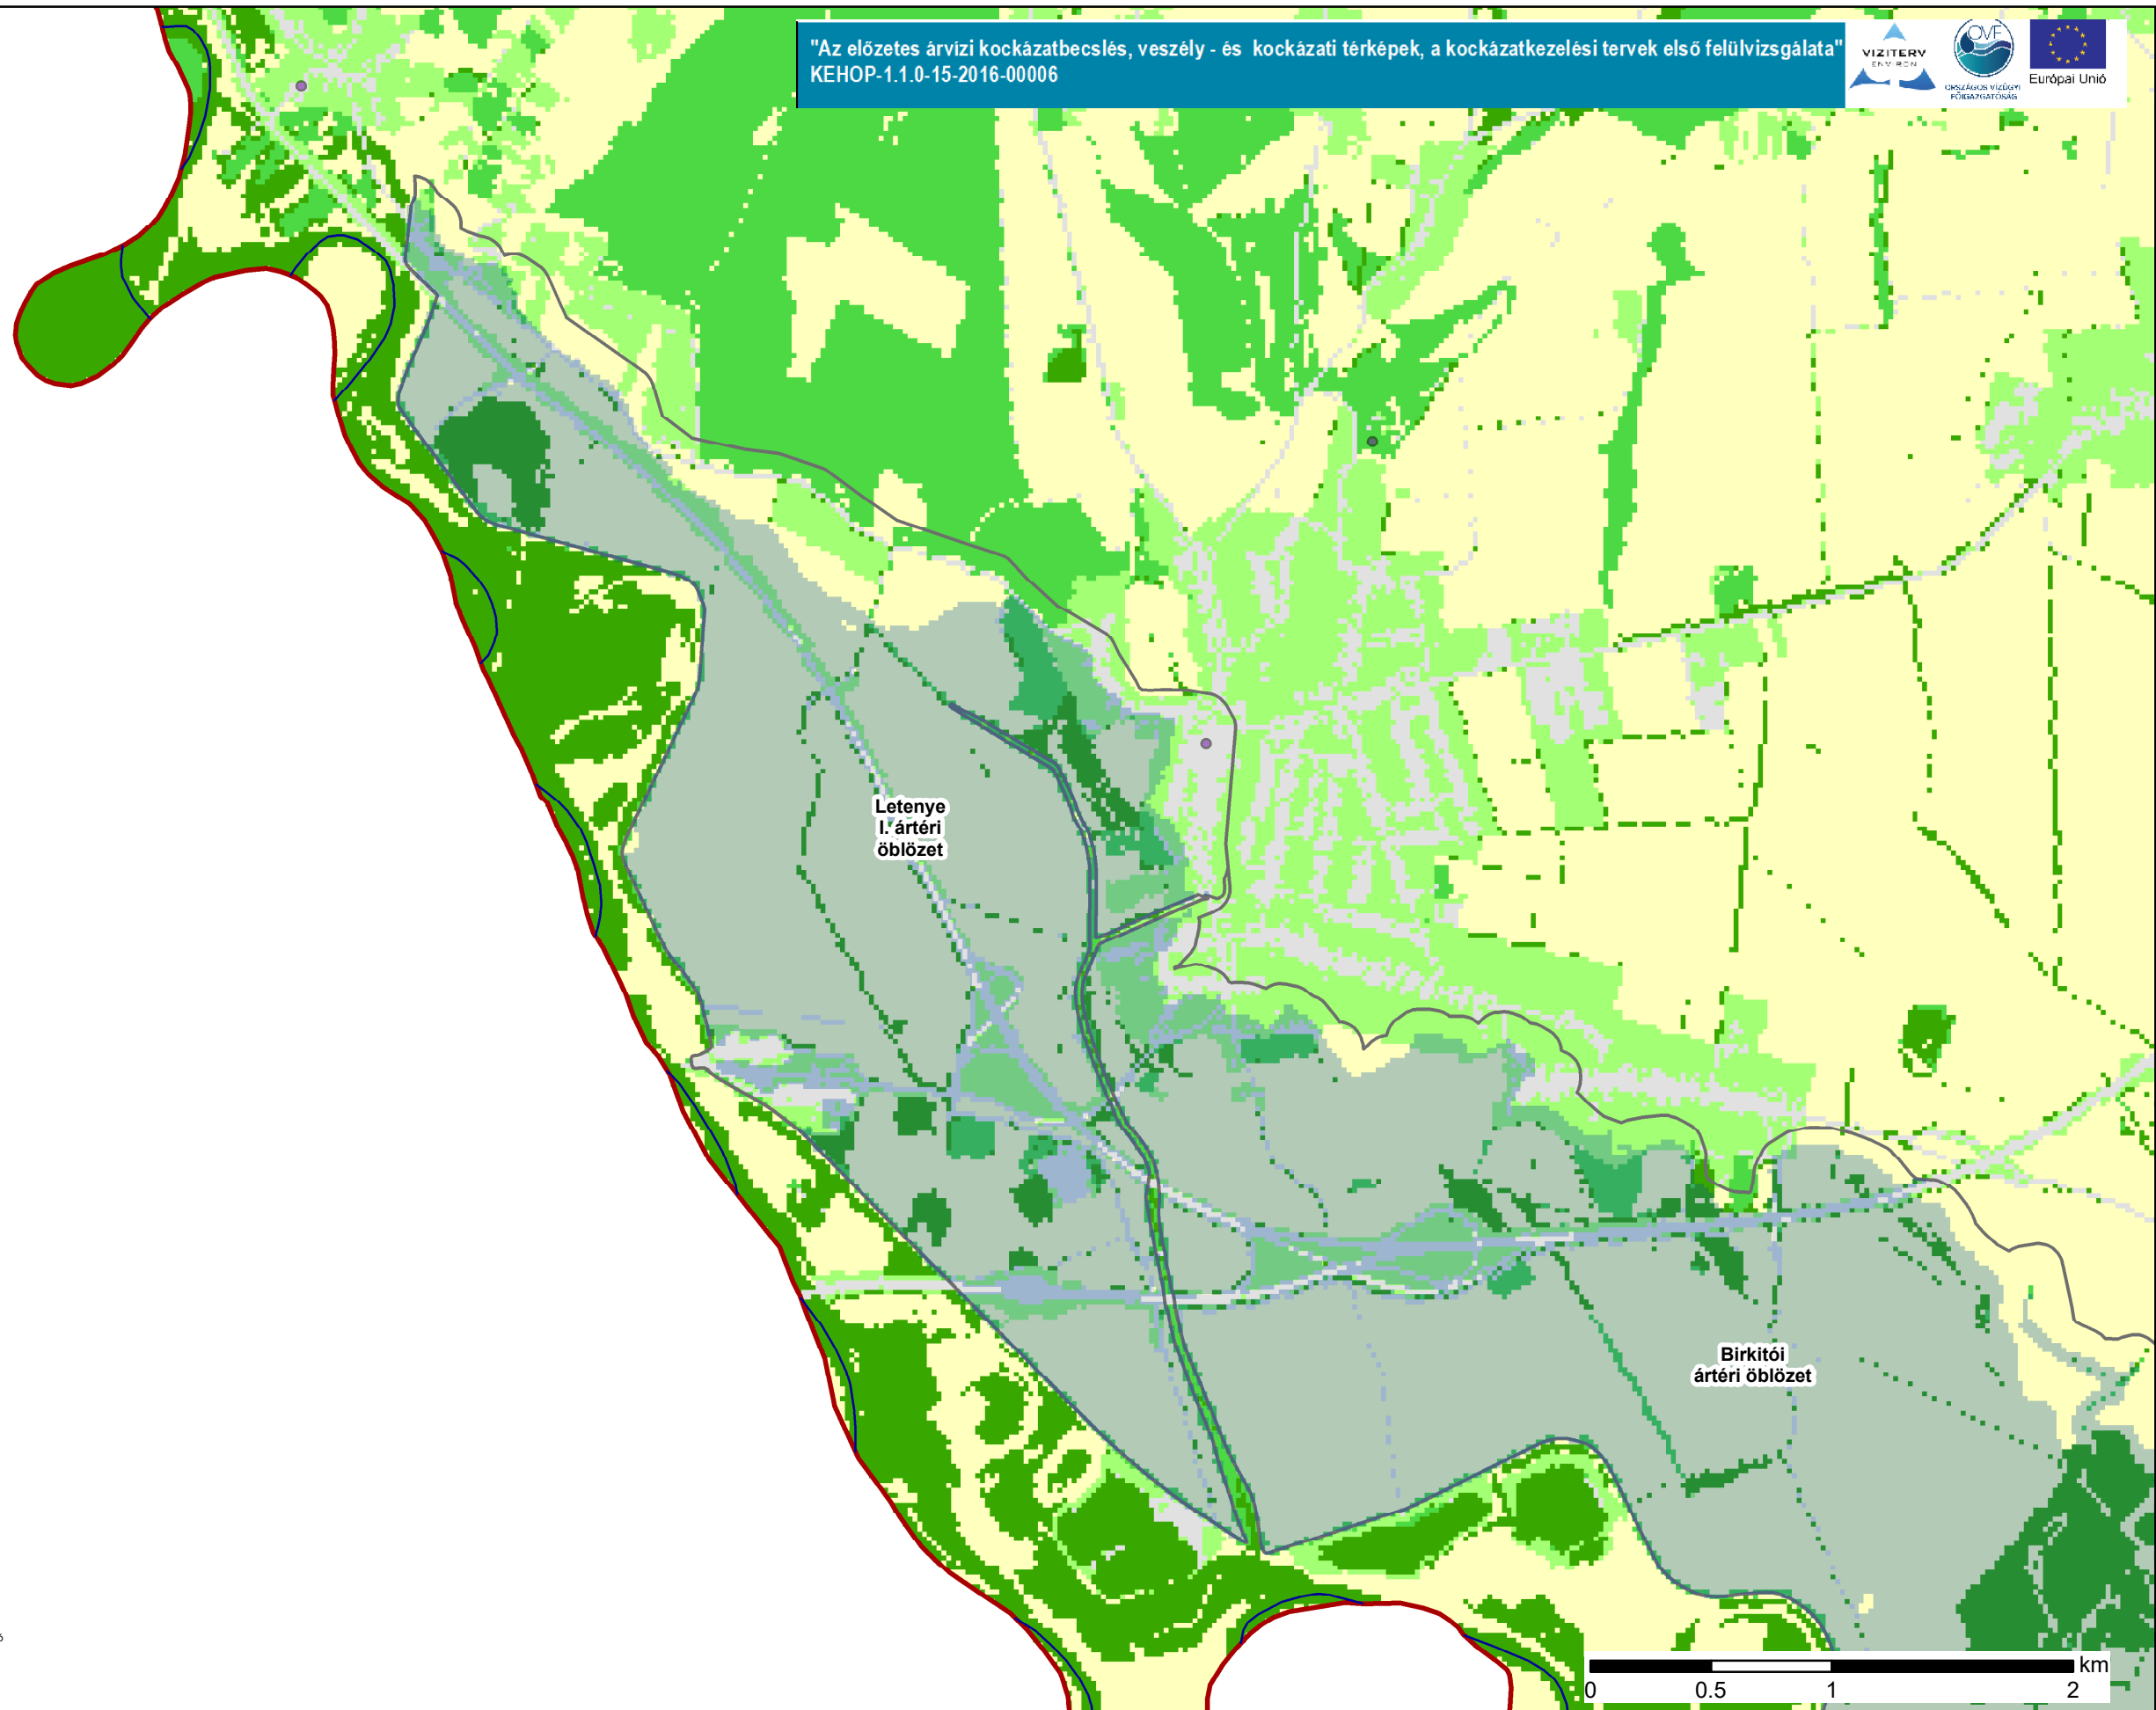 "Az előzetes árvízi kockázatbecslés, veszély - és kockázati térképek, a kockázatkezelési tervek első felülvizsgálata"
KEHOP-1.1.0-15-2016-00006
VIZITERV
ENVIRON
OVF
ORSZÁGOS VÍZÜGYI
FŐIGAZGATÓSÁG
Európai Unió
Letenye
I. ártéri
öblözet
Birkitói
ártéri öblözet
km
0 0.5 1 2